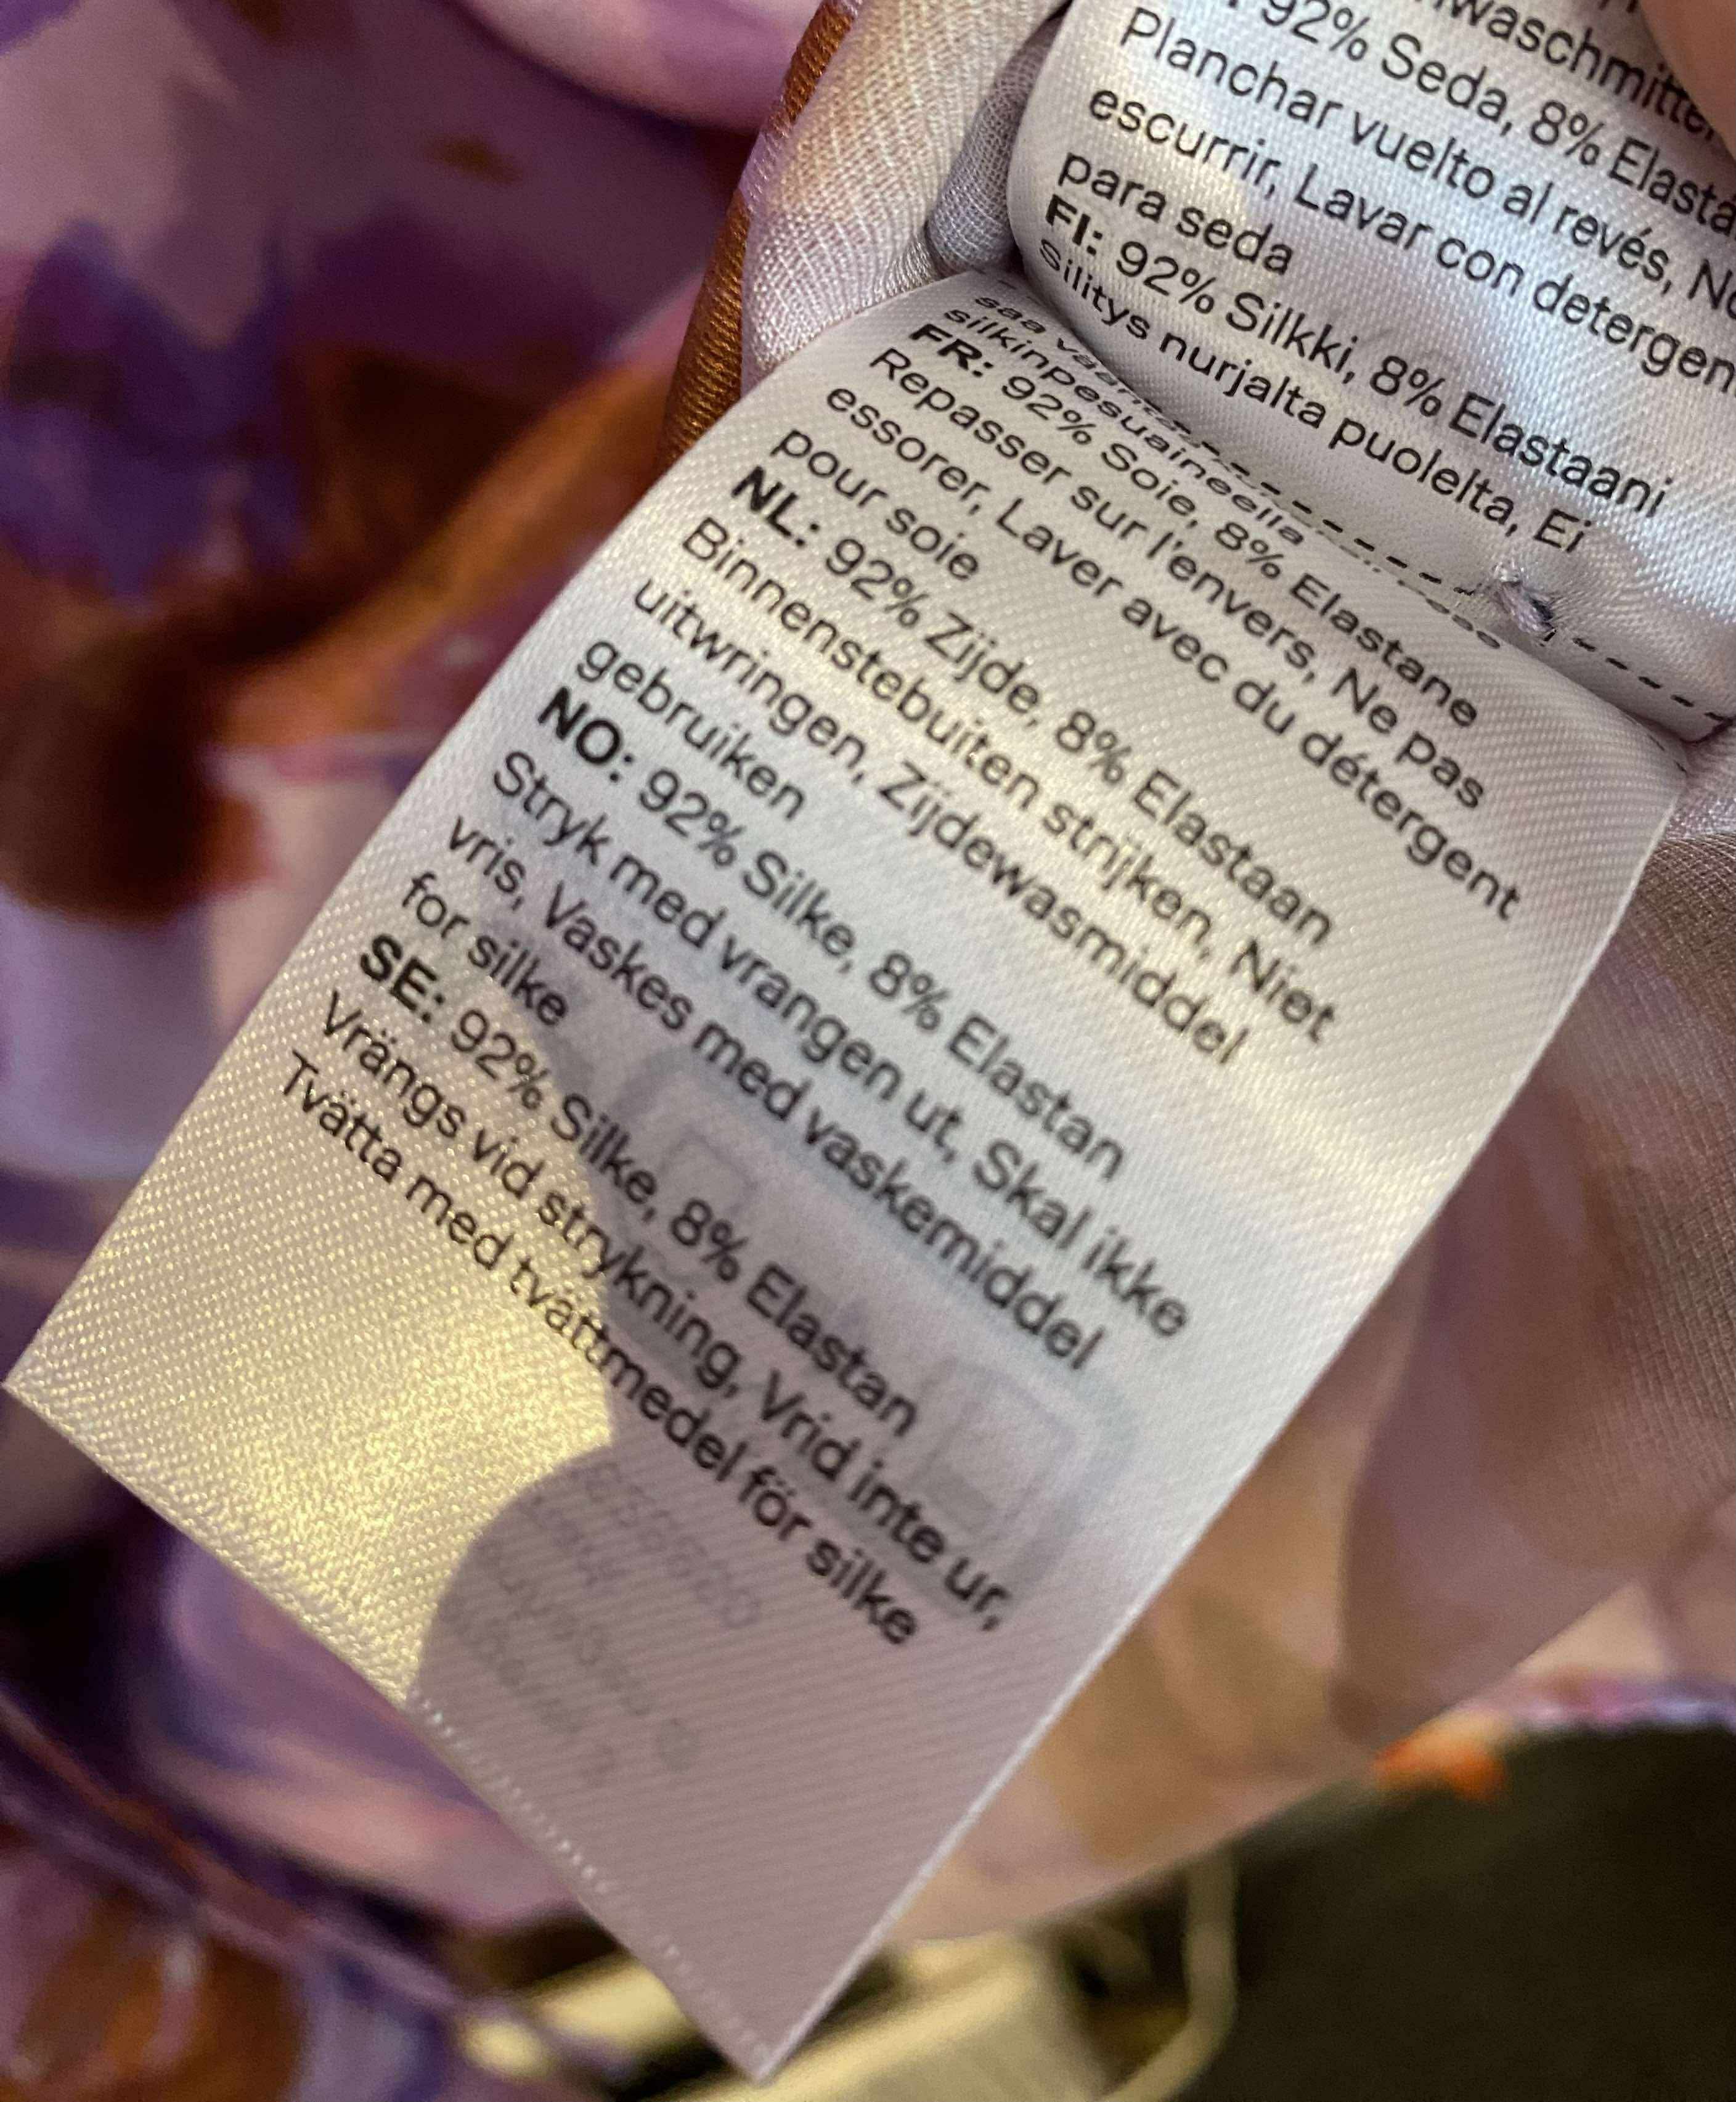 92% Seda, 8%
Planchar vuelto al revés,
escurrir, Lavar con
para seda
FI: 92% Silkki, 8% Elastaani
Silitys nurjalta puolelta, Ei
saa
silkinpesuaineella
FR: 92% Soie, 8% Elastane
Repasser sur l'envers, Ne pas
essorer, Laver avec du détergent
pour soie
NL: 92% Zijde, 8% Elastaan
Binnenstebuiten strijken, Niet
uitwringen, Zijdewasmiddel
gebruiken
NO: 92% Silke, 8% Elastan
Stryk med vrangen ut, Skal ikke
vris, Vaskes med vaskemiddel
for silke
SE: 92% Silke, 8% Elastan
Vrängs vid strykning, Vrid inte ur,
Tvätta med tvättmedel för silke